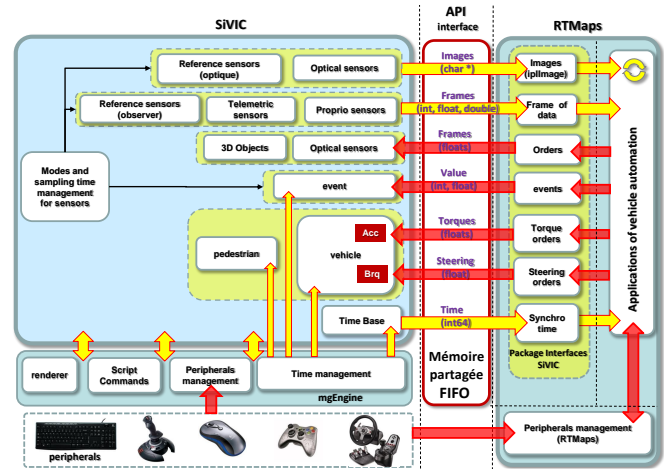 SiVIC
API
interface
RTMaps
Reference sensors
(optique)
Optical sensors
Images
(char *)
Images
(iplImage)
Reference sensors
(observer)
Telemetric
sensors
Proprio sensors
Frames
(int, float, double)
Frame of
data
3D Objects
Optical sensors
Frames
(floats)
Orders
Modes and
sampling time
management
for sensors
event
Value
(int, float)
events
Acc
Torques
(floats)
Torque
orders
pedestrian
vehicle
Brq
Steering
(float)
Steering
orders
Time Base
Time
(int64)
Synchro
time
Applications of vehicle automation
Package Interfaces
SiVIC
renderer
Script
Commands
Peripherals
management
Time management
mgEngine
Mémoire
partagée
FIFO
peripherals
Peripherals management
(RTMaps)